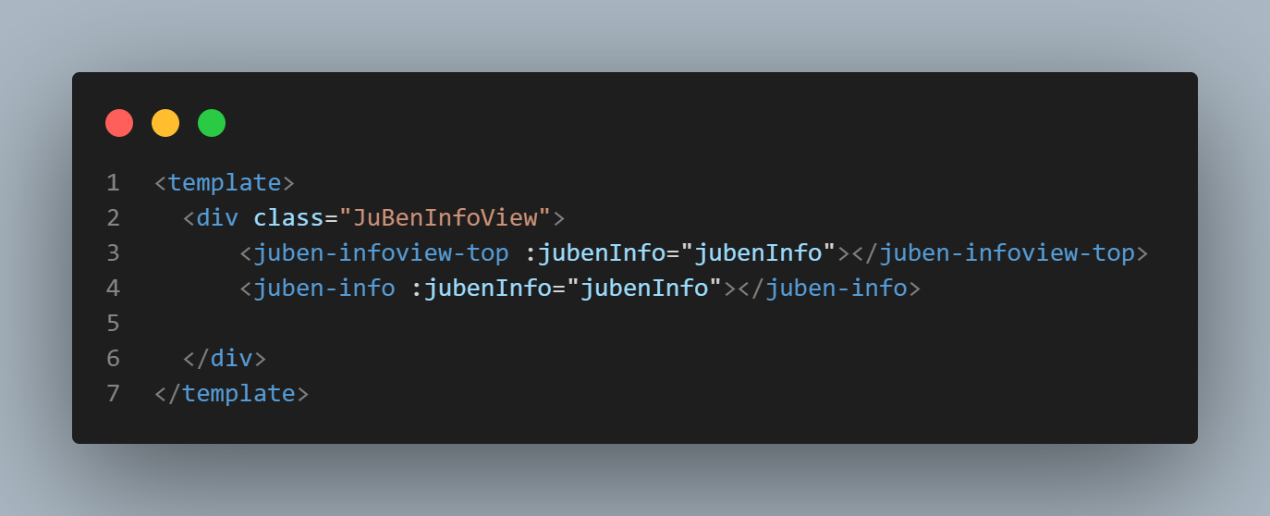 1 <template>
2   <div class="JuBenInfoView">
3       <juben-infoview-top :jubenInfo="jubenInfo"></juben-infoview-top>
4       <juben-info :jubenInfo="jubenInfo"></juben-info>
5
6   </div>
7 </template>